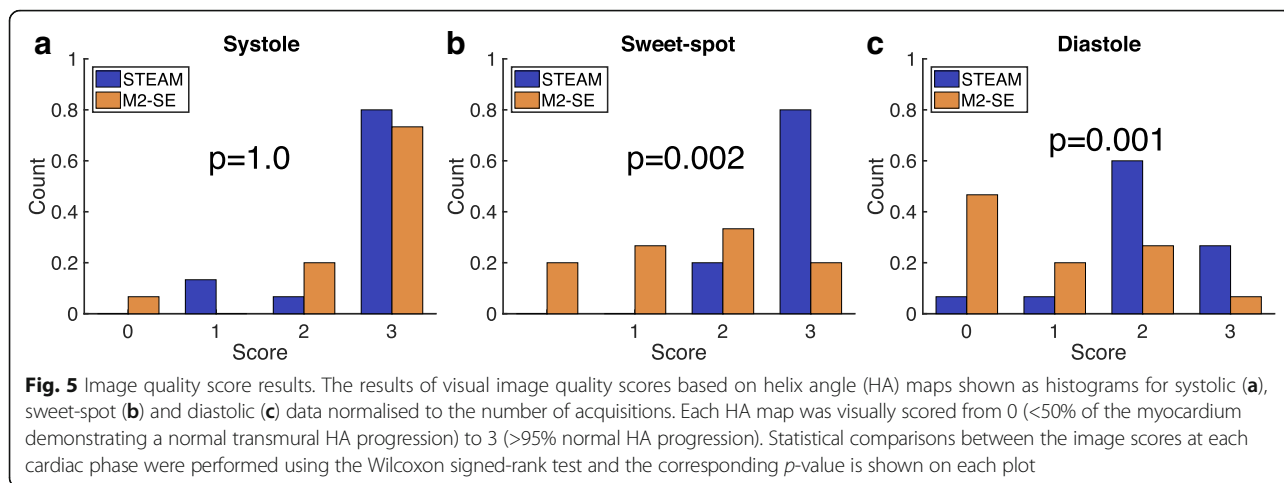 a
Systole
1
STEAM
M2-SE
0.8
p=1.0
0.6
Count
0.4
0.2
0
0 1 2 3
Score
b
Sweet-spot
1
STEAM
M2-SE
0.8
p=0.002
0.6
Count
0.4
0.2
0
1 2 3
Score
c
Diastole
1
STEAM
M2-SE
0.8
p=0.001
0.6
Count
0.4
0.2
0
0 1 2 3
Score
Fig. 5 Image quality score results. The results of visual image quality scores based on helix angle (HA) maps shown as histograms for systolic (a),
sweet-spot (b) and diastolic (c) data normalised to the number of acquisitions. Each HA map was visually scored from 0 (<50% of the myocardium
demonstrating a normal transmural HA progression) to 3 (>95% normal HA progression). Statistical comparisons between the image scores at each
cardiac phase were performed using the Wilcoxon signed-rank test and the corresponding p-value is shown on each plot